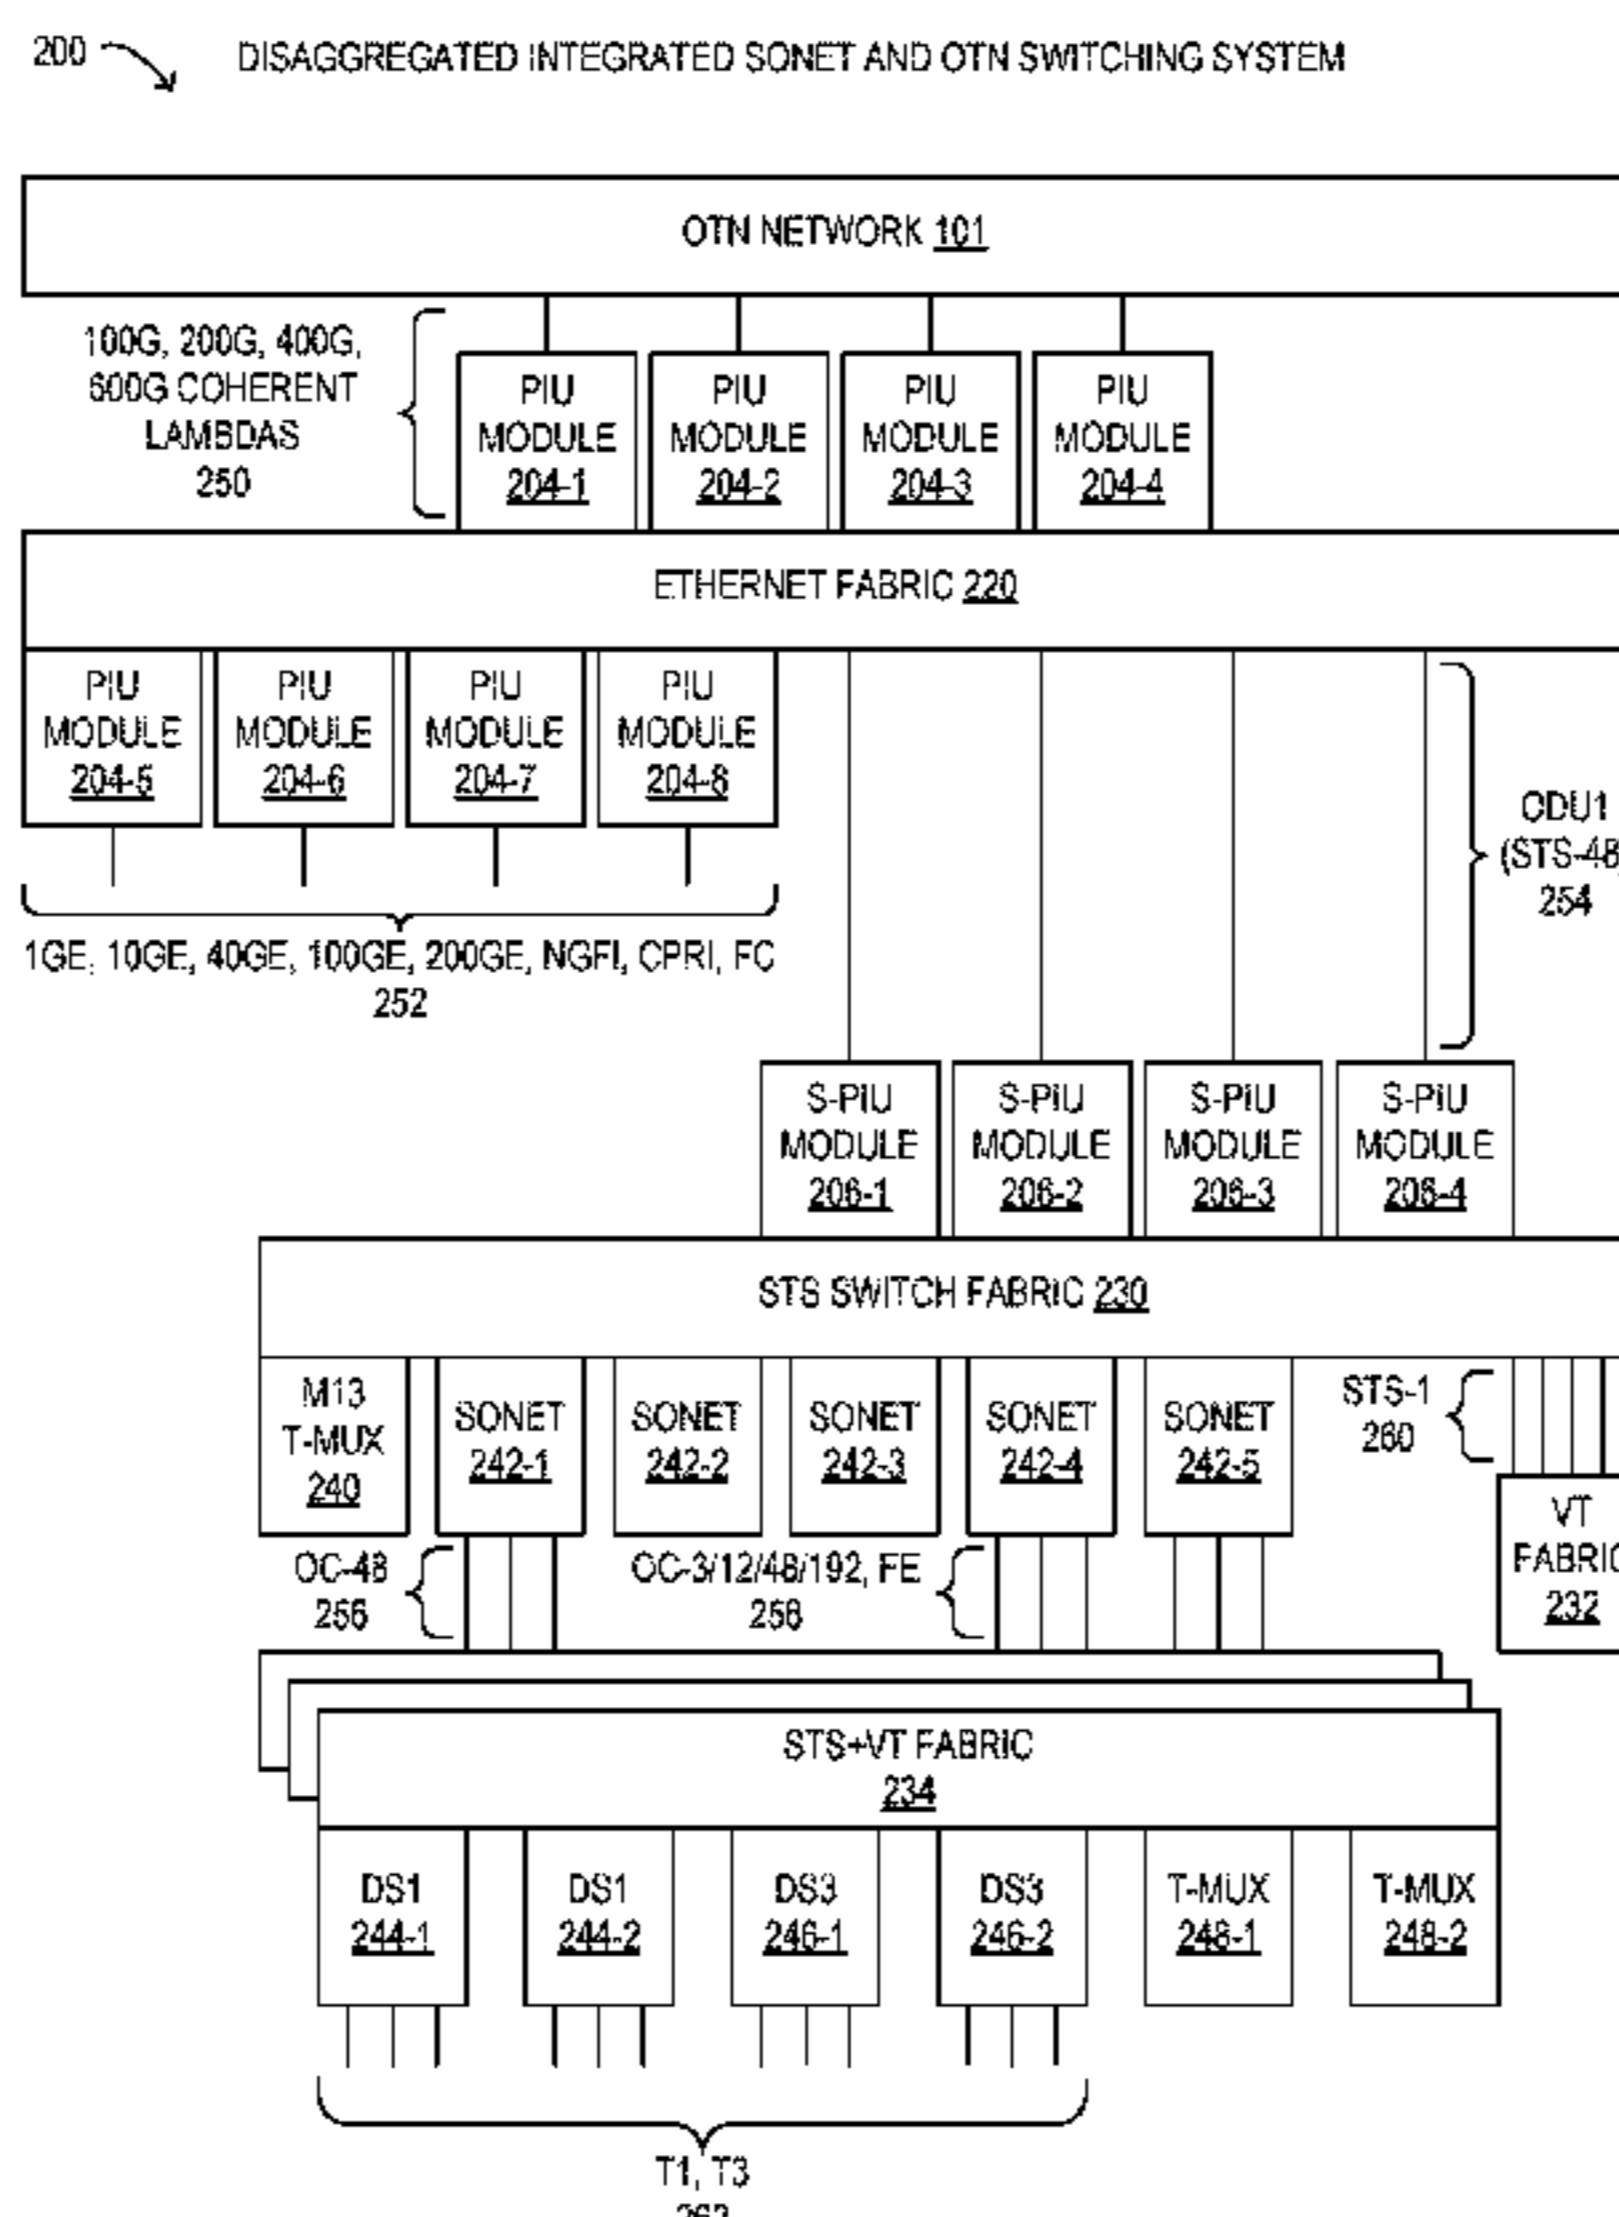 200
DISAGGREGATED INTEGRATED SONET AND OTN SWITCHING SYSTEM
OTN NETWORK 101
100G, 200G, 400G,
600G COHERENT
LAMBDAS
250
PIU
MODULE
204-1
PIU
MODULE
204-2
PIU
MODULE
204-3
PIU
MODULE
204-4
ETHERNET FABRIC 220
PIU
MODULE
204-5
PIU
MODULE
204-6
PIU
MODULE
204-7
PIU
MODULE
204-8
ODU1
(STS-48)
254
1GE, 10GE, 40GE, 100GE, 200GE, NGFI, CPRI, FC
252
S-PIU
MODULE
206-1
S-PIU
MODULE
206-2
S-PIU
MODULE
206-3
S-PIU
MODULE
206-4
STS SWITCH FABRIC 230
M13
T-MUX
240
SONET
242-1
SONET
242-2
SONET
242-3
SONET
242-4
SONET
242-5
STS-1
260
VT
FABRIC
232
OC-48
256
OC-3/12/48/192, FE
258
STS+VT FABRIC
234
DS1
244-1
DS1
244-2
DS3
246-1
DS3
246-2
T-MUX
248-1
T-MUX
248-2
T1, T3